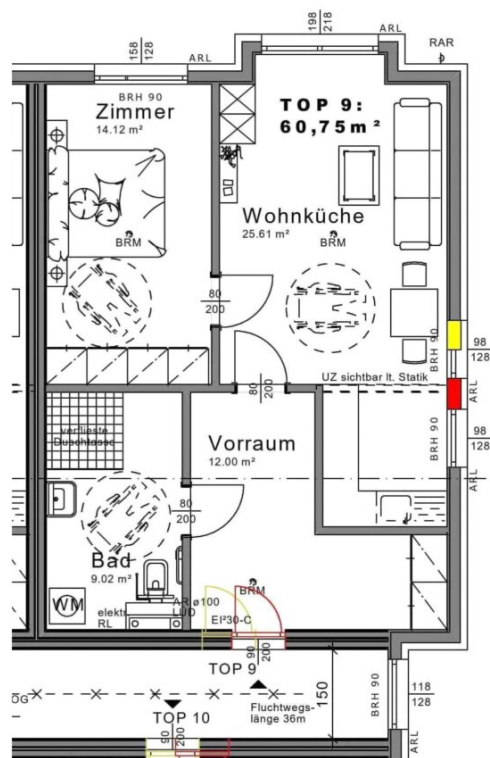 198
218
ARL
RAR
158
128
ARL
BRH 90
Zimmer
14.12 m²
TOP 9:
60,75m²
Wohnküche
25.61 m²
BRM
BRM
80
200
BRH 90
98
128
ARL
UZ sichtbar lt. Statik
80
200
verflieste
Duschtasse
Vorraum
12.00 m²
BRH 90
98
128
ARL
80
200
Bad
9.02 m²
WM
elektr.
RL
AR ø100
LÜD
BRM
EI²30-C
90
200
TOP 9
150
BRH 90
118
128
ARL
OG
TOP 10
Fluchtwegs-
länge 36m
90
200